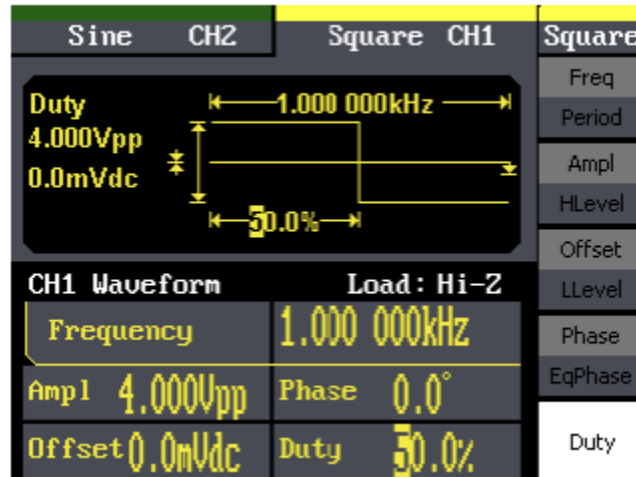 Sine CH2 Square CH1 Square
Freq
Period
Ampl
HLevel
Offset
LLevel
Phase
EqPhase
Duty
Duty
4.000Vpp
0.0mVdc
1.000 000kHz
50.0%
CH1 Waveform Load: Hi-Z
Frequency 1.000 000kHz
Ampl 4.000Vpp Phase 0.0°
Offset 0.0mVdc Duty 50.0%